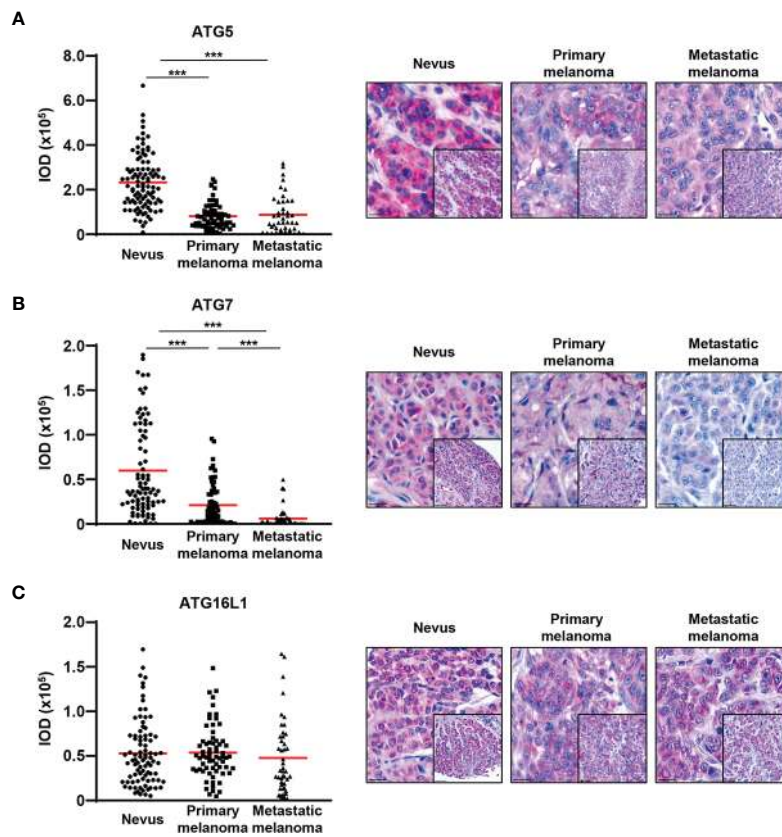 A
ATG5
8.0
6.0
4.0
2.0
0
IOD (x10⁵)
***
***
Nevus
Primary
melanoma
Metastatic
melanoma
Nevus
Primary
melanoma
Metastatic
melanoma
B
ATG7
2.0
1.5
1.0
0.5
0
IOD (x10⁵)
***
***
***
Nevus
Primary
melanoma
Metastatic
melanoma
Nevus
Primary
melanoma
Metastatic
melanoma
C
ATG16L1
2.0
1.5
1.0
0.5
0
IOD (x10⁵)
Nevus
Primary
melanoma
Metastatic
melanoma
Nevus
Primary
melanoma
Metastatic
melanoma